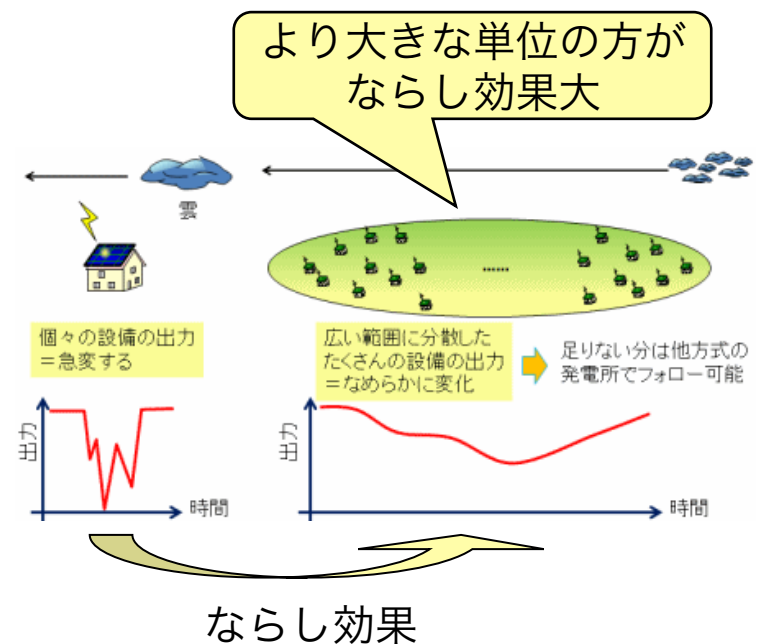 より大きな単位の方が
ならし効果大
雲
個々の設備の出力
＝急変する
広い範囲に分散した
たくさんの設備の出力
＝なめらかに変化
足りない分は他方式の
発電所でフォロー可能
......
出力
時間
出力
時間
ならし効果